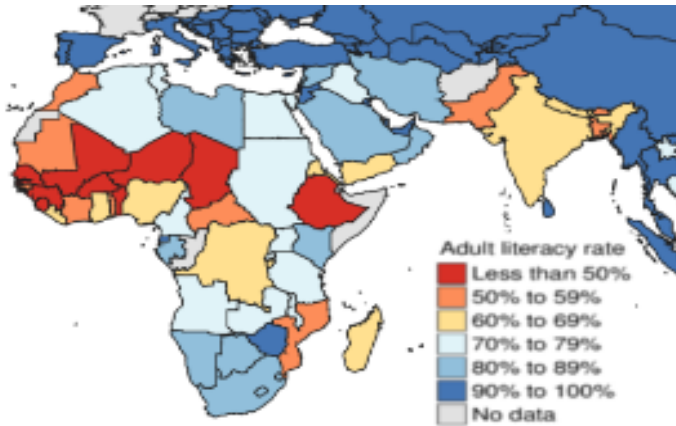 Adult literacy rate
Less than 50%
50% to 59%
60% to 69%
70% to 79%
80% to 89%
90% to 100%
No data